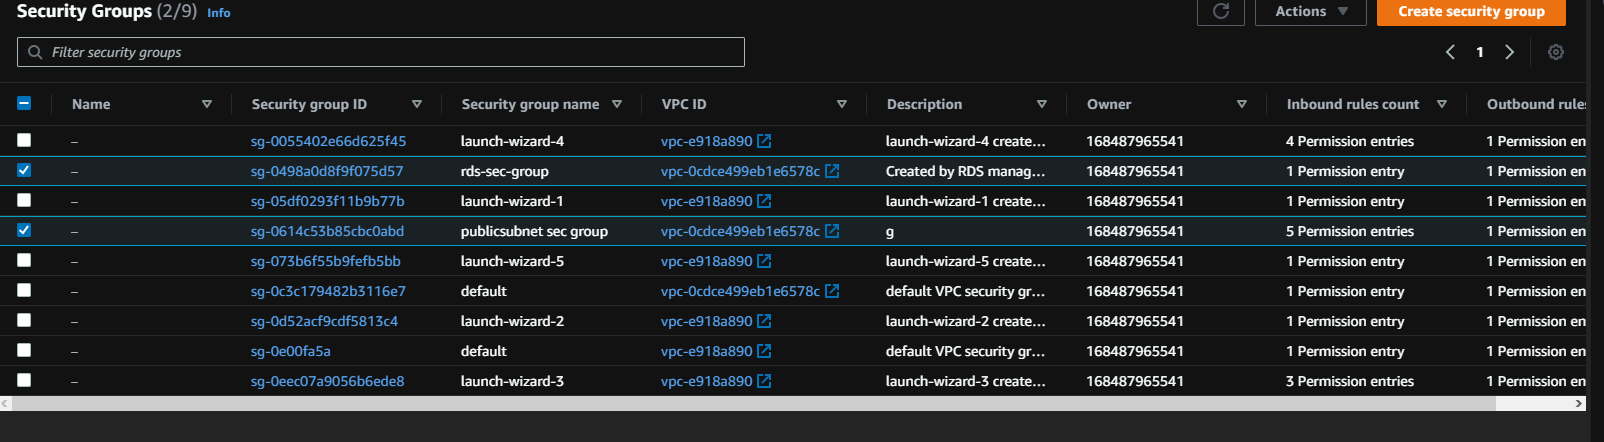 Security Groups (2/9) Info
Actions
Create security group
Filter security groups
1
Name Security group ID Security group name VPC ID Description Owner Inbound rules count Outbound rules
– sg-0055402e66d625f45 launch-wizard-4 vpc-e918a890 launch-wizard-4 create... 168487965541 4 Permission entries 1 Permission en
– sg-0498a0d8f9f075d57 rds-sec-group vpc-0cdce499eb1e6578c Created by RDS manag... 168487965541 1 Permission entry 1 Permission en
– sg-05df0293f11b9b77b launch-wizard-1 vpc-e918a890 launch-wizard-1 create... 168487965541 1 Permission entry 1 Permission en
– sg-0614c53b85cbc0abd publicsubnet sec group vpc-0cdce499eb1e6578c g 168487965541 5 Permission entries 1 Permission en
– sg-073b6f55b9fefb5bb launch-wizard-5 vpc-e918a890 launch-wizard-5 create... 168487965541 1 Permission entry 1 Permission en
– sg-0c3c179482b3116e7 default vpc-0cdce499eb1e6578c default VPC security gr... 168487965541 1 Permission entry 1 Permission en
– sg-0d52acf9cdf5813c4 launch-wizard-2 vpc-e918a890 launch-wizard-2 create... 168487965541 1 Permission entry 1 Permission en
– sg-0e00fa5a default vpc-e918a890 default VPC security gr... 168487965541 1 Permission entry 1 Permission en
– sg-0eec07a9056b6ede8 launch-wizard-3 vpc-e918a890 launch-wizard-3 create... 168487965541 3 Permission entries 1 Permission en